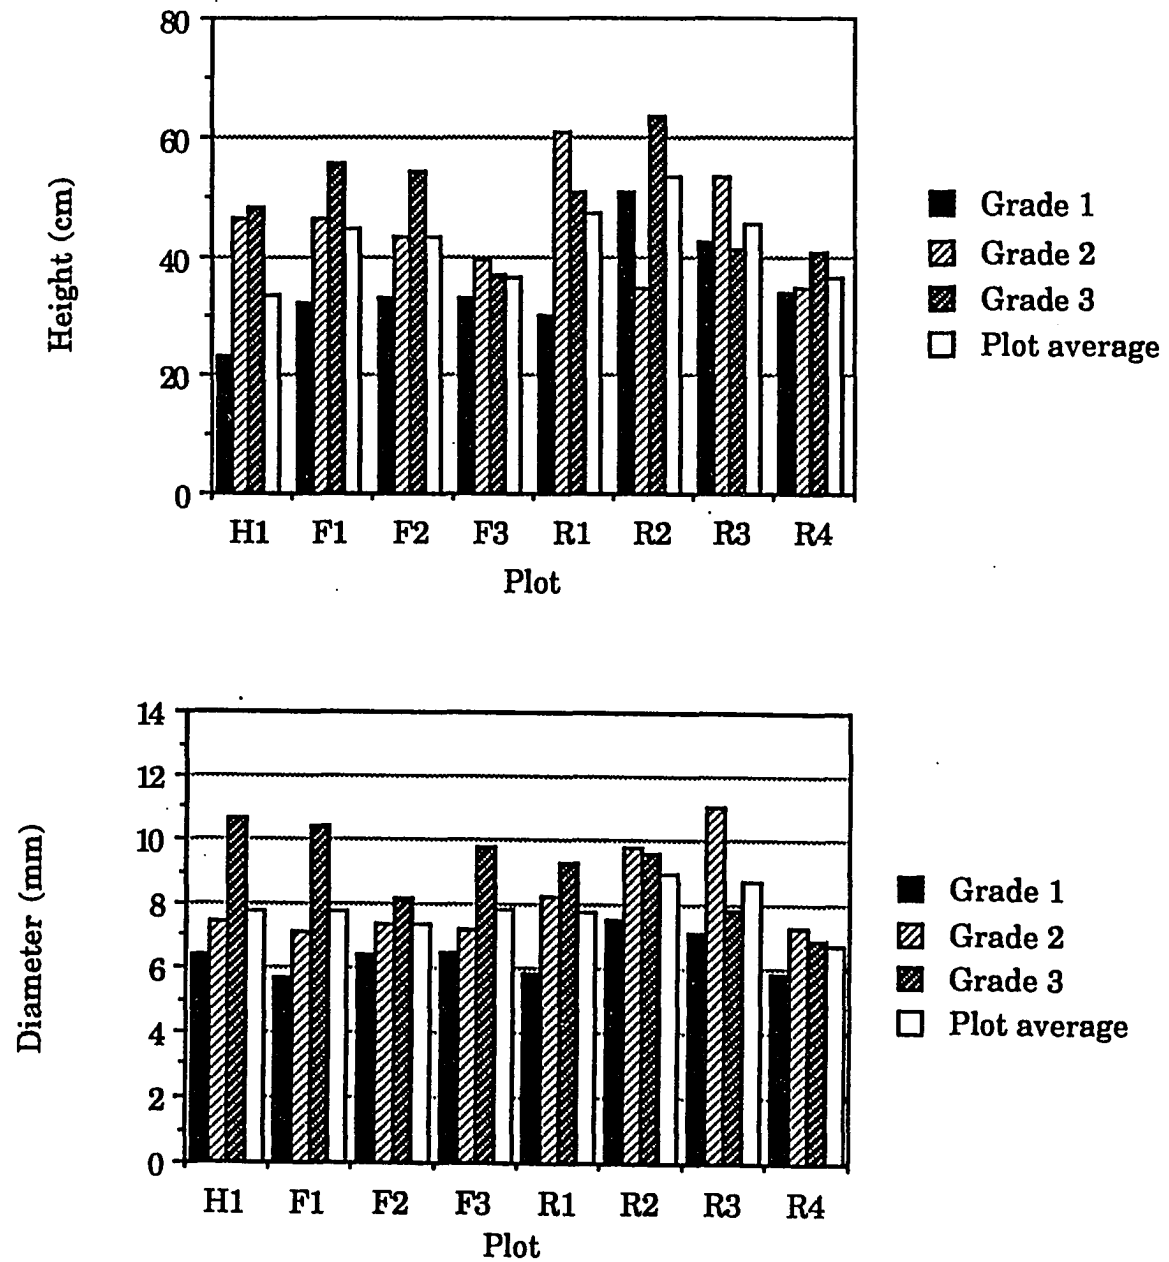 80
60
40
20
0
Height (cm)
H1 F1 F2 F3 R1 R2 R3 R4
Plot
Grade 1
Grade 2
Grade 3
Plot average
14
12
10
8
6
4
2
0
Diameter (mm)
H1 F1 F2 F3 R1 R2 R3 R4
Plot
Grade 1
Grade 2
Grade 3
Plot average